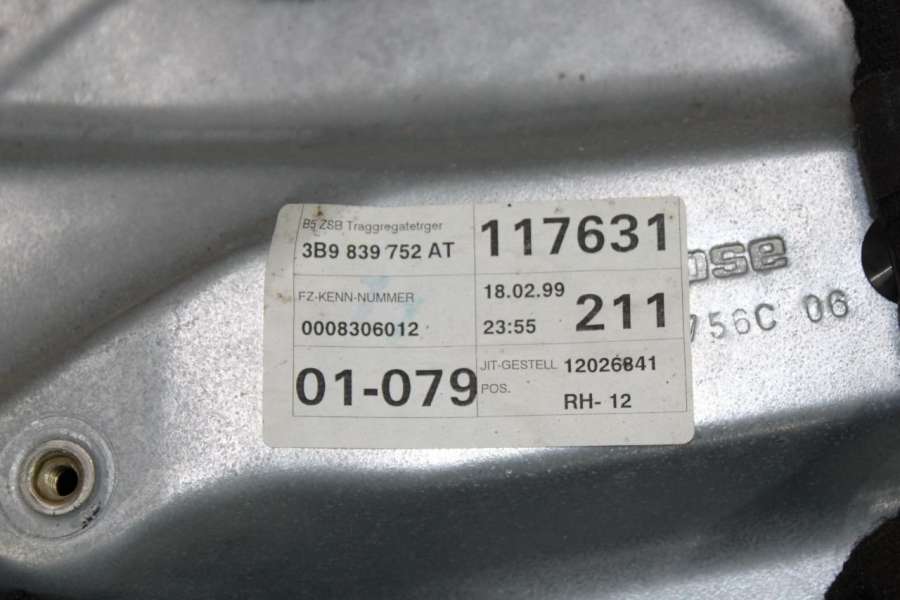 B5 ZSB Traggregatetrger
3B9 839 752 AT
117631
FZ-KENN-NUMMER
0008306012
18.02.99
23:55
211
01-079
JIT-GESTELL 12026841
POS.
RH- 12
ose
756C 06